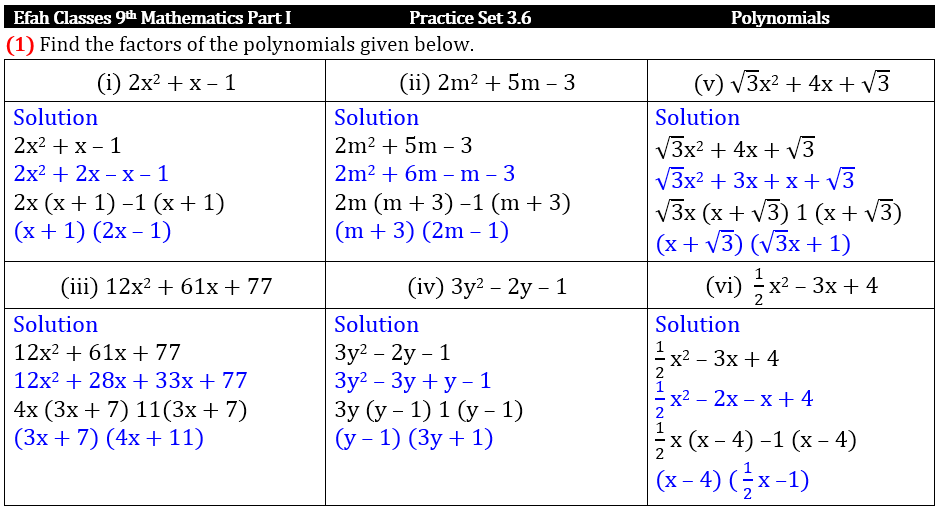 Efah Classes 9th Mathematics Part I Practice Set 3.6 Polynomials
(1) Find the factors of the polynomials given below.
(i) 2x² + x – 1
Solution
2x² + x – 1
2x² + 2x – x – 1
2x (x + 1) –1 (x + 1)
(x + 1) (2x – 1)
(ii) 2m² + 5m – 3
Solution
2m² + 5m – 3
2m² + 6m – m – 3
2m (m + 3) –1 (m + 3)
(m + 3) (2m – 1)
(v) √3x² + 4x + √3
Solution
√3x² + 4x + √3
√3x² + 3x + x + √3
√3x (x + √3) 1 (x + √3)
(x + √3) (√3x + 1)
(iii) 12x² + 61x + 77
Solution
12x² + 61x + 77
12x² + 28x + 33x + 77
4x (3x + 7) 11(3x + 7)
(3x + 7) (4x + 11)
(iv) 3y² – 2y – 1
Solution
3y² – 2y – 1
3y² – 3y + y – 1
3y (y – 1) 1 (y – 1)
(y – 1) (3y + 1)
(vi) 1/2 x² – 3x + 4
Solution
1/2 x² – 3x + 4
1/2 x² – 2x – x + 4
1/2 x (x – 4) –1 (x – 4)
(x – 4) (1/2 x –1)